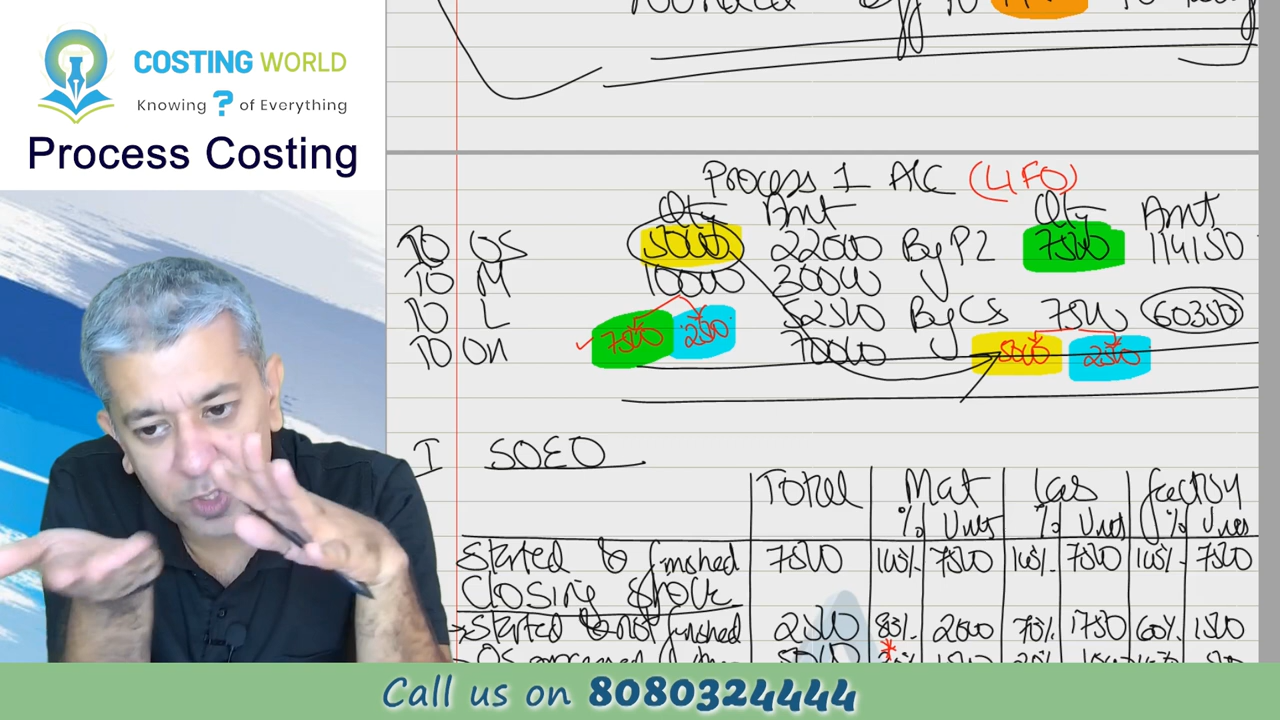 COSTING WORLD
Knowing ? of Everything
Process Costing
Process 1 A/C (LIFO)
Qty Amt Qty Amt
To OS 5000 22000 By P2 7500 114150
To M 10000 30000
To L 52500 By CS 7500 60350
To OH 7500 2500 70000 5000 2500
I SOEO
Total Mat Lab factory
% Units % Units % Units
Started & finished 7500 100% 7500 100% 7500 100% 7500
Closing Stock
Started & not finished 2500 80% 2000 70% 1750 60% 1500
Call us on 8080324444